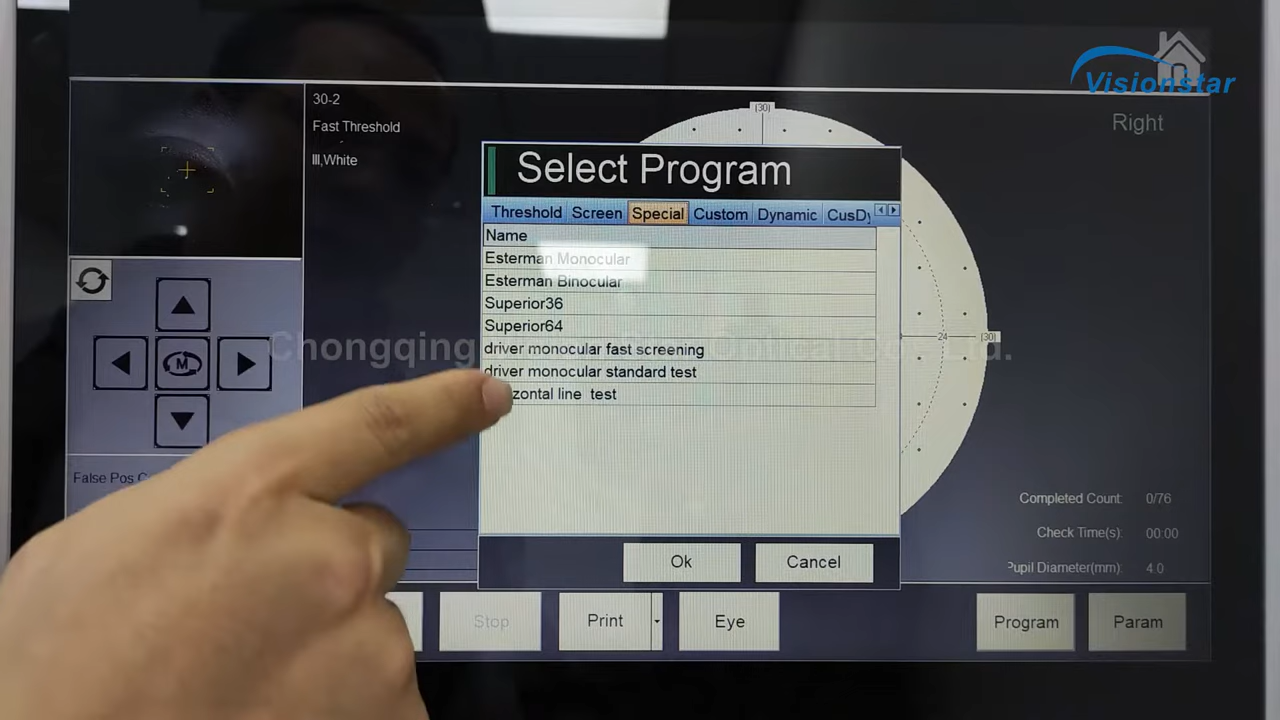 Visionstar
30-2
Fast Threshold
III,White
[30]
Right
Select Program
Threshold Screen Special Custom Dynamic CusDy
Name
Esterman Monocular
Esterman Binocular
Superior36
Superior64
driver monocular fast screening
driver monocular standard test
zontal line test
Chongqing Optical Co., Ltd.
24
[30]
M
False Pos
Completed Count: 0/76
Check Time(s): 00:00
Pupil Diameter(mm): 4.0
Ok Cancel
Stop Print Eye Program Param